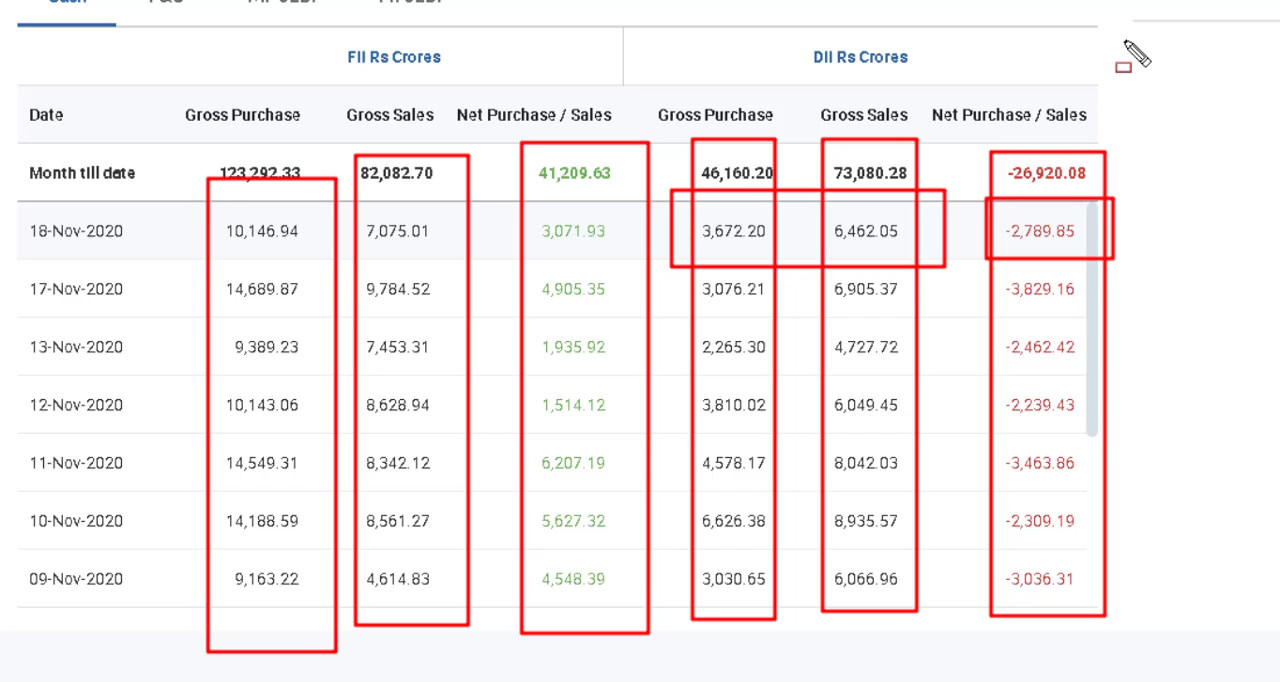 FII Rs Crores DII Rs Crores
Date Gross Purchase Gross Sales Net Purchase / Sales Gross Purchase Gross Sales Net Purchase / Sales
Month till date 123,292.33 82,082.70 41,209.63 46,160.20 73,080.28 -26,920.08
18-Nov-2020 10,146.94 7,075.01 3,071.93 3,672.20 6,462.05 -2,789.85
17-Nov-2020 14,689.87 9,784.52 4,905.35 3,076.21 6,905.37 -3,829.16
13-Nov-2020 9,389.23 7,453.31 1,935.92 2,265.30 4,727.72 -2,462.42
12-Nov-2020 10,143.06 8,628.94 1,514.12 3,810.02 6,049.45 -2,239.43
11-Nov-2020 14,549.31 8,342.12 6,207.19 4,578.17 8,042.03 -3,463.86
10-Nov-2020 14,188.59 8,561.27 5,627.32 6,626.38 8,935.57 -2,309.19
09-Nov-2020 9,163.22 4,614.83 4,548.39 3,030.65 6,066.96 -3,036.31